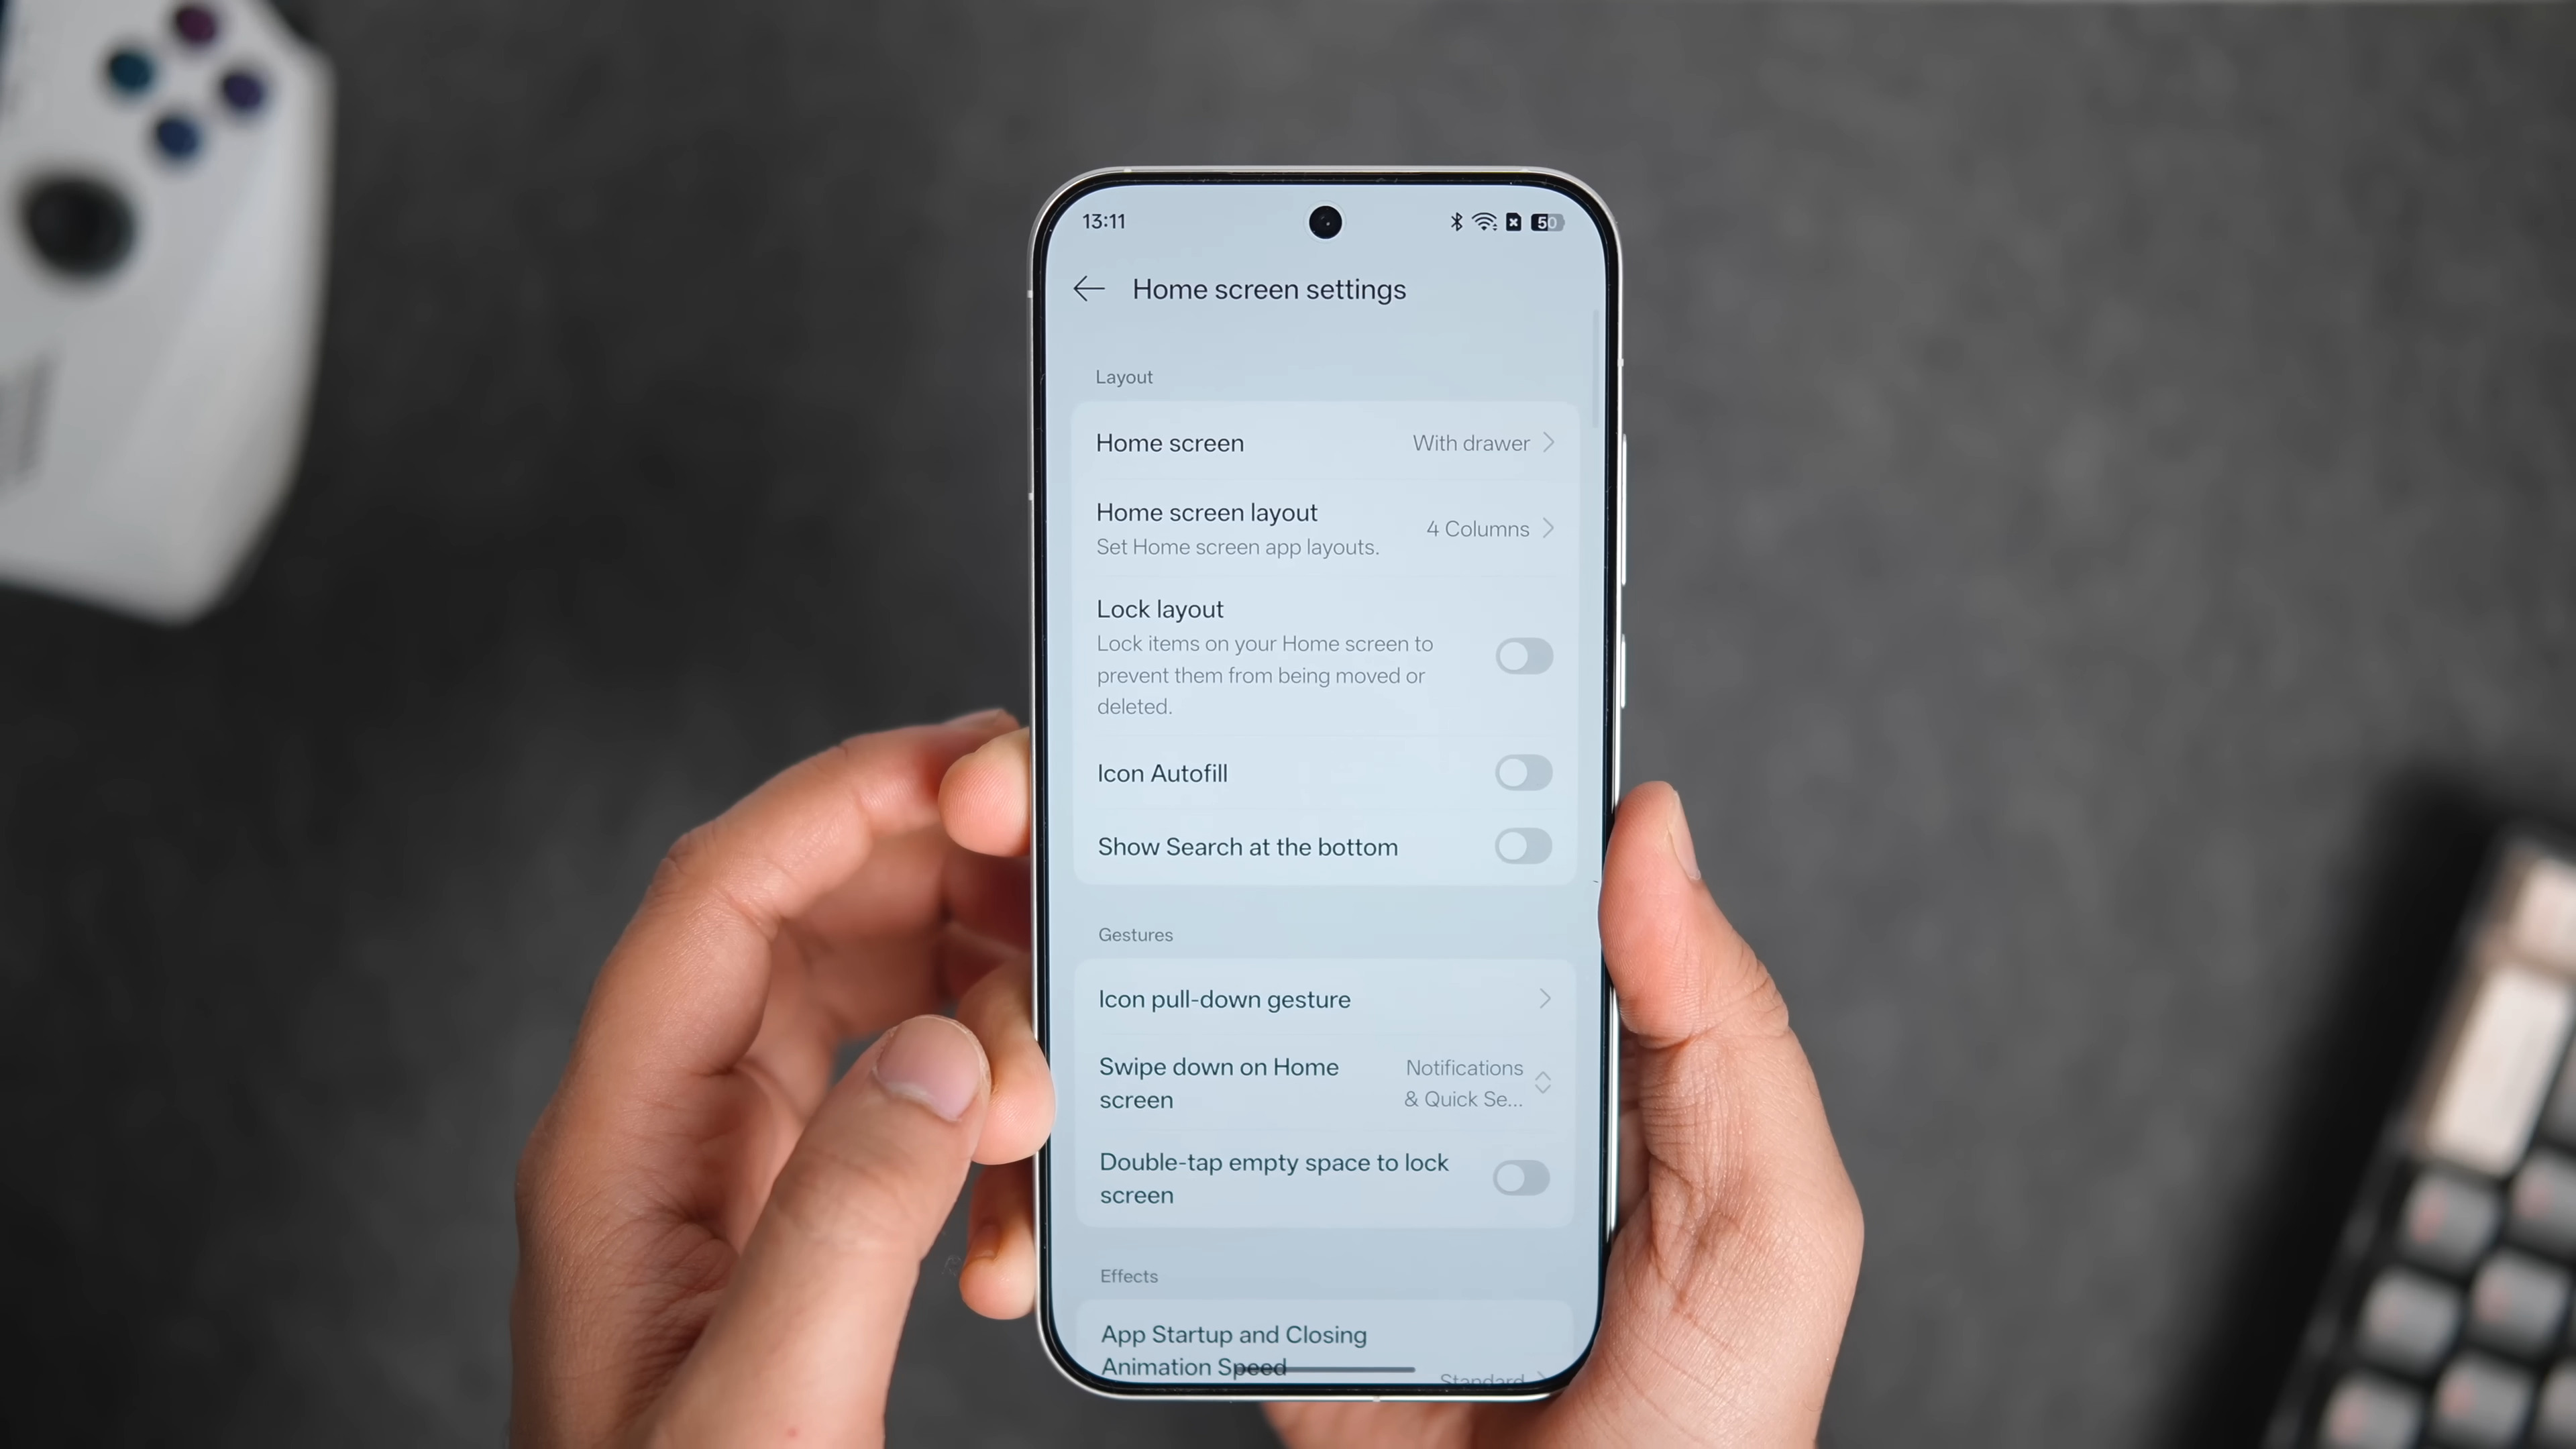 13:11
50
Home screen settings
Layout
Home screen
With drawer
Home screen layout
Set Home screen app layouts.
4 Columns
Lock layout
Lock items on your Home screen to
prevent them from being moved or
deleted.
Icon Autofill
Show Search at the bottom
Gestures
Icon pull-down gesture
Swipe down on Home
screen
Notifications
& Quick Se...
Double-tap empty space to lock
screen
Effects
App Startup and Closing
Animation Speed
Standard